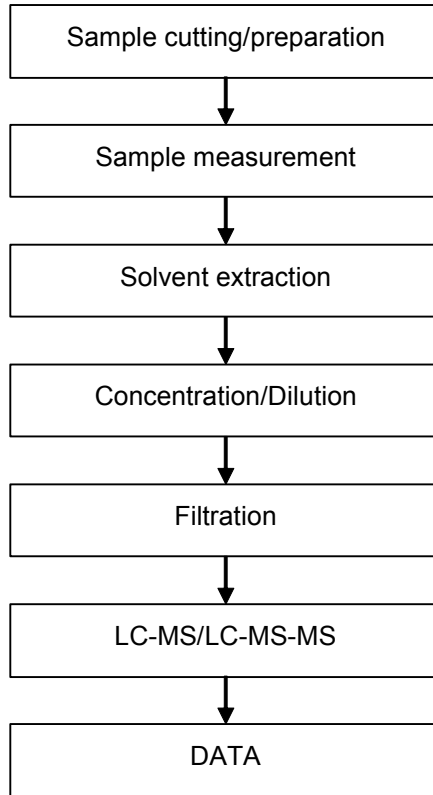 Sample cutting/preparation
Sample measurement
Solvent extraction
Concentration/Dilution
Filtration
LC-MS/LC-MS-MS
DATA